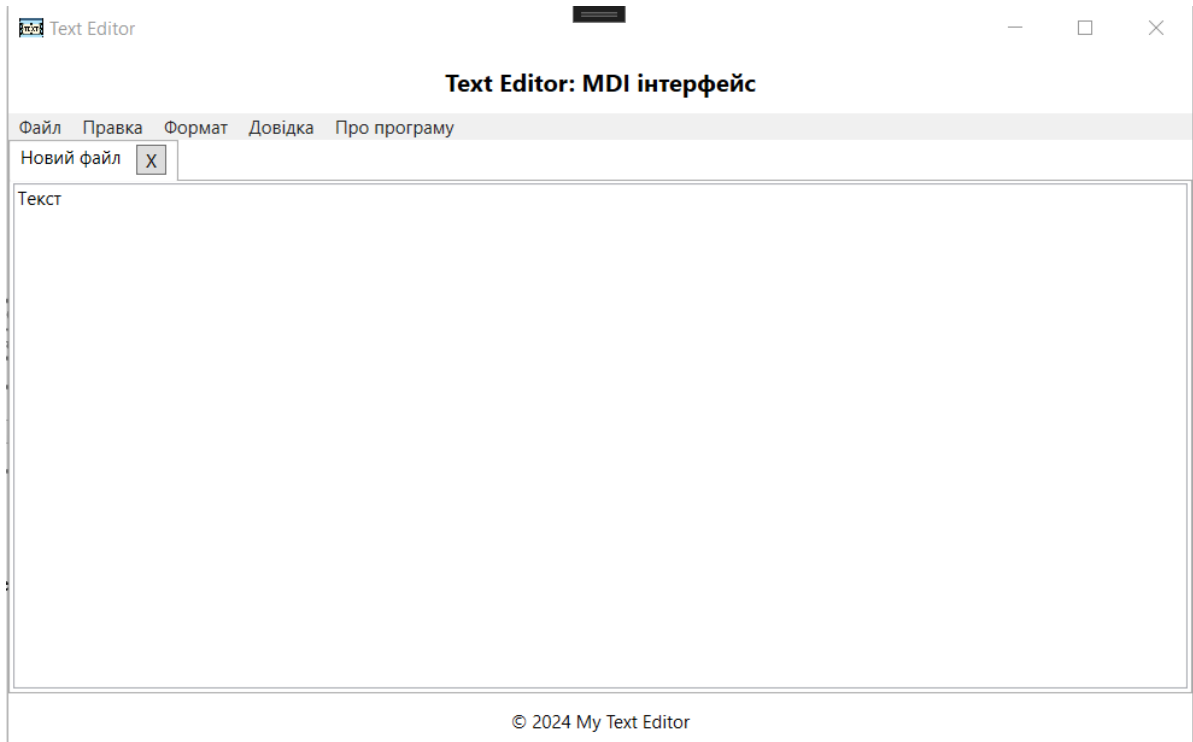 TEXT Text Editor
Text Editor: MDI інтерфейс
Файл Правка Формат Довідка Про програму
Новий файл X
Текст
© 2024 My Text Editor